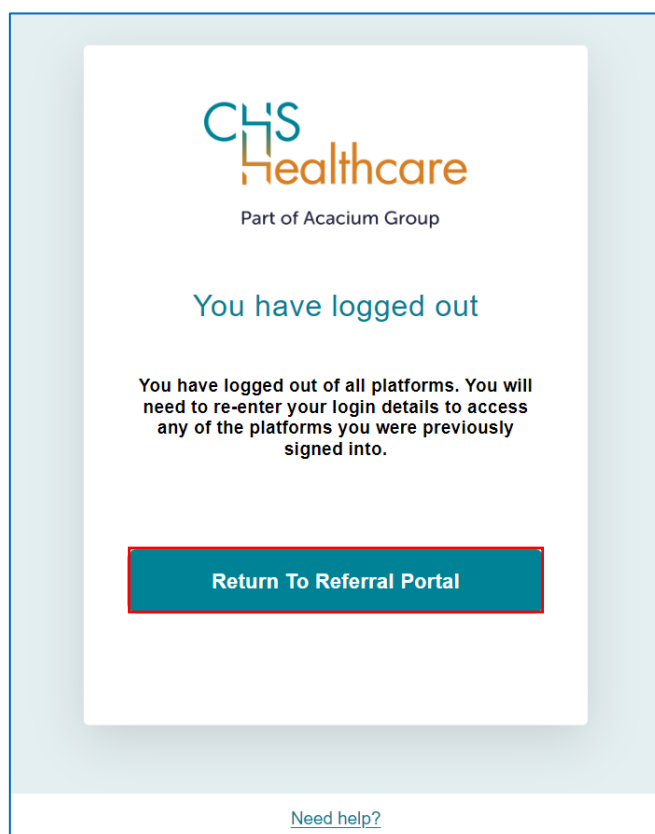 CHS
Healthcare
Part of Acacium Group
You have logged out
You have logged out of all platforms. You will
need to re-enter your login details to access
any of the platforms you were previously
signed into.
Return To Referral Portal
Need help?